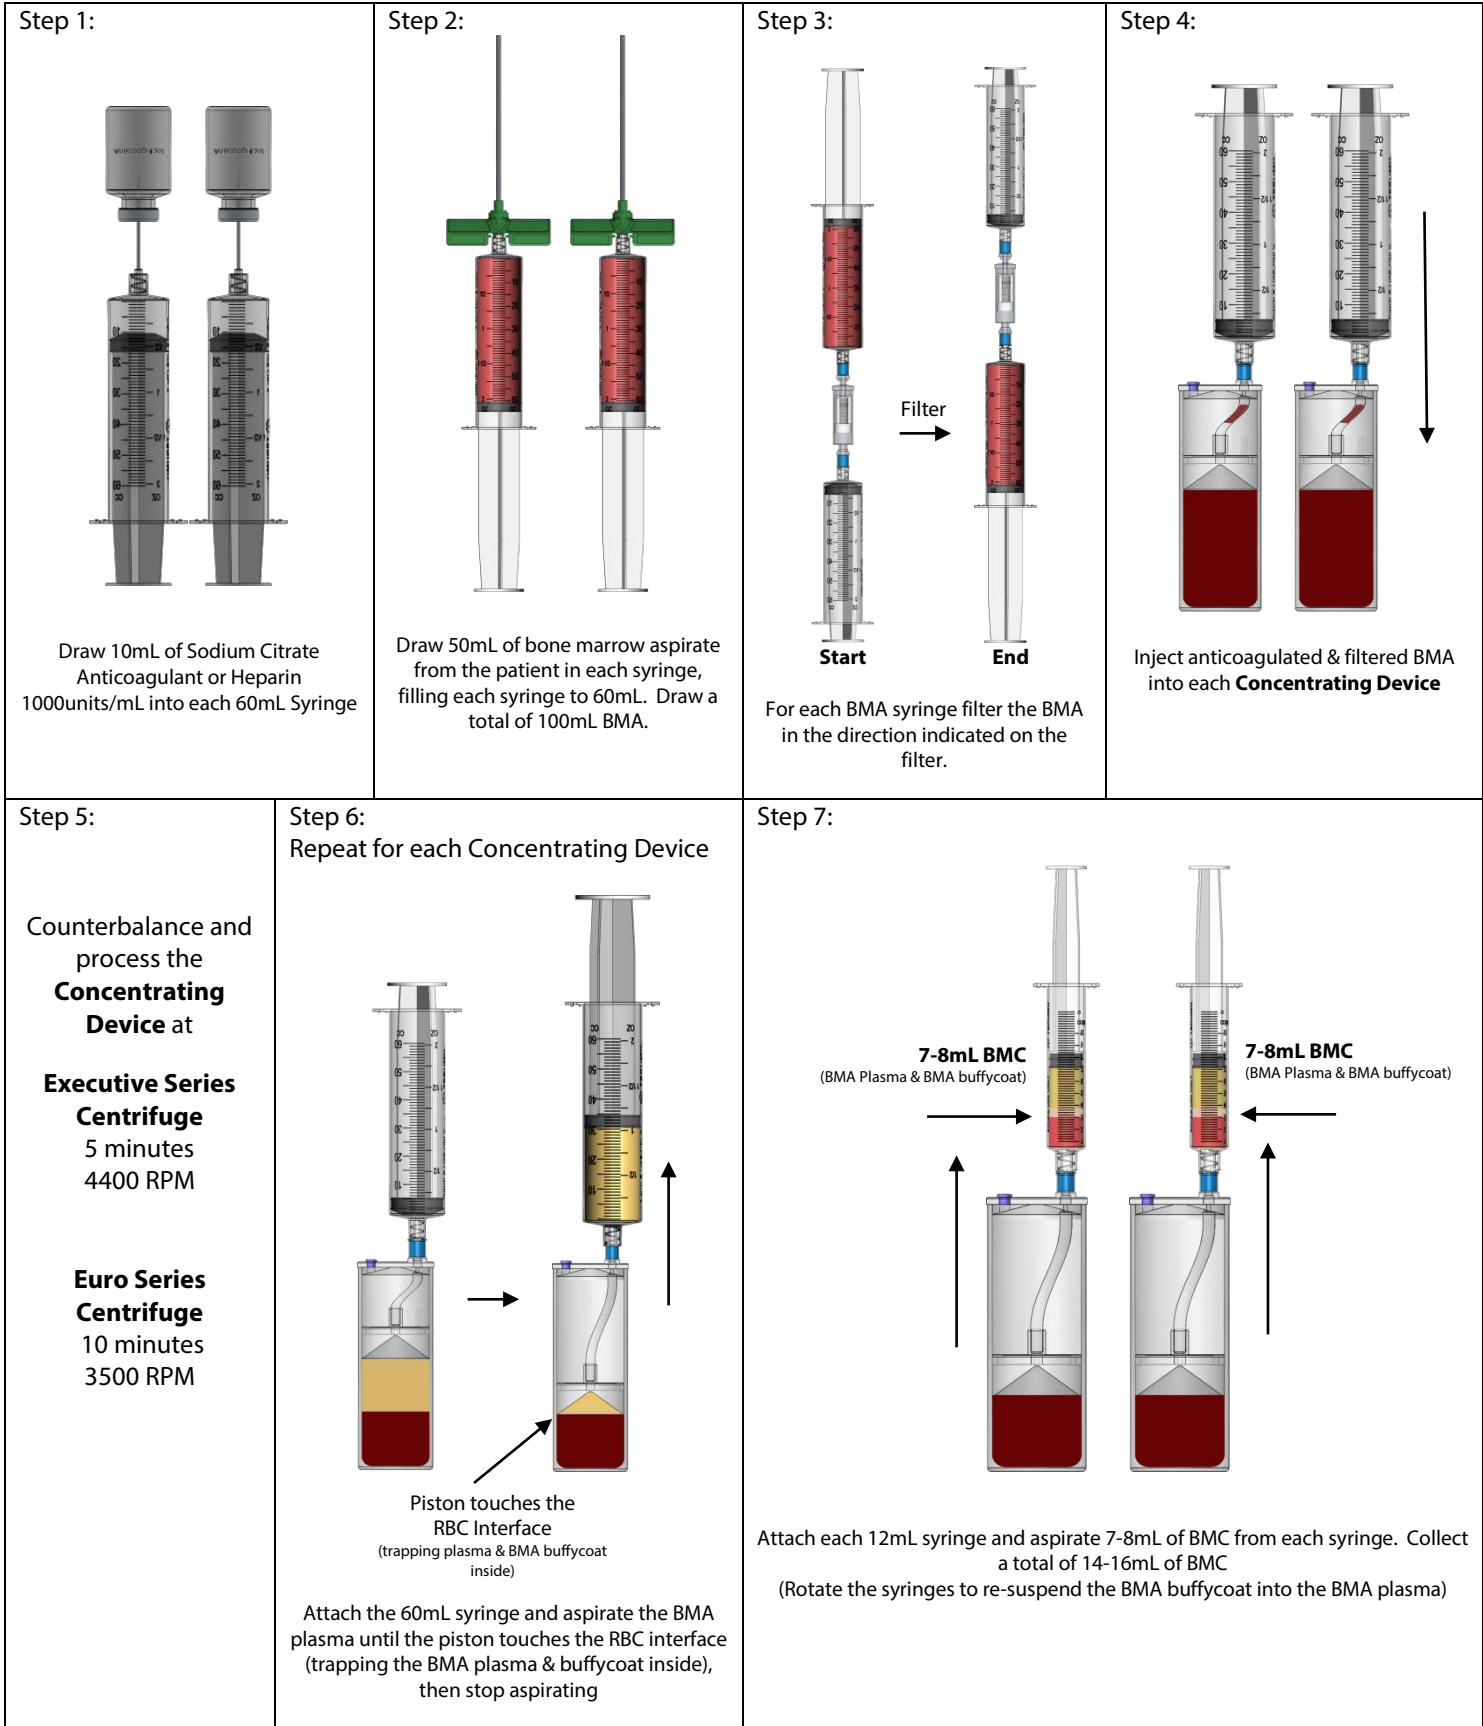 Step 1:
Draw 10mL of Sodium Citrate
Anticoagulant or Heparin
1000units/mL into each 60mL Syringe
Step 2:
Draw 50mL of bone marrow aspirate
from the patient in each syringe,
filling each syringe to 60mL.  Draw a
total of 100mL BMA.
Step 3:
Filter
Start
End
For each BMA syringe filter the BMA
in the direction indicated on the
filter.
Step 4:
Inject anticoagulated & filtered BMA
into each Concentrating Device
Step 5:
Counterbalance and
process the
Concentrating
Device at
Executive Series
Centrifuge
5 minutes
4400 RPM
Euro Series
Centrifuge
10 minutes
3500 RPM
Step 6:
Repeat for each Concentrating Device
Piston touches the
RBC Interface
(trapping plasma & BMA buffycoat
inside)
Attach the 60mL syringe and aspirate the BMA
plasma until the piston touches the RBC interface
(trapping the BMA plasma & buffycoat inside),
then stop aspirating
Step 7:
7-8mL BMC
(BMA Plasma & BMA buffycoat)
7-8mL BMC
(BMA Plasma & BMA buffycoat)
Attach each 12mL syringe and aspirate 7-8mL of BMC from each syringe.  Collect
a total of 14-16mL of BMC
(Rotate the syringes to re-suspend the BMA buffycoat into the BMA plasma)